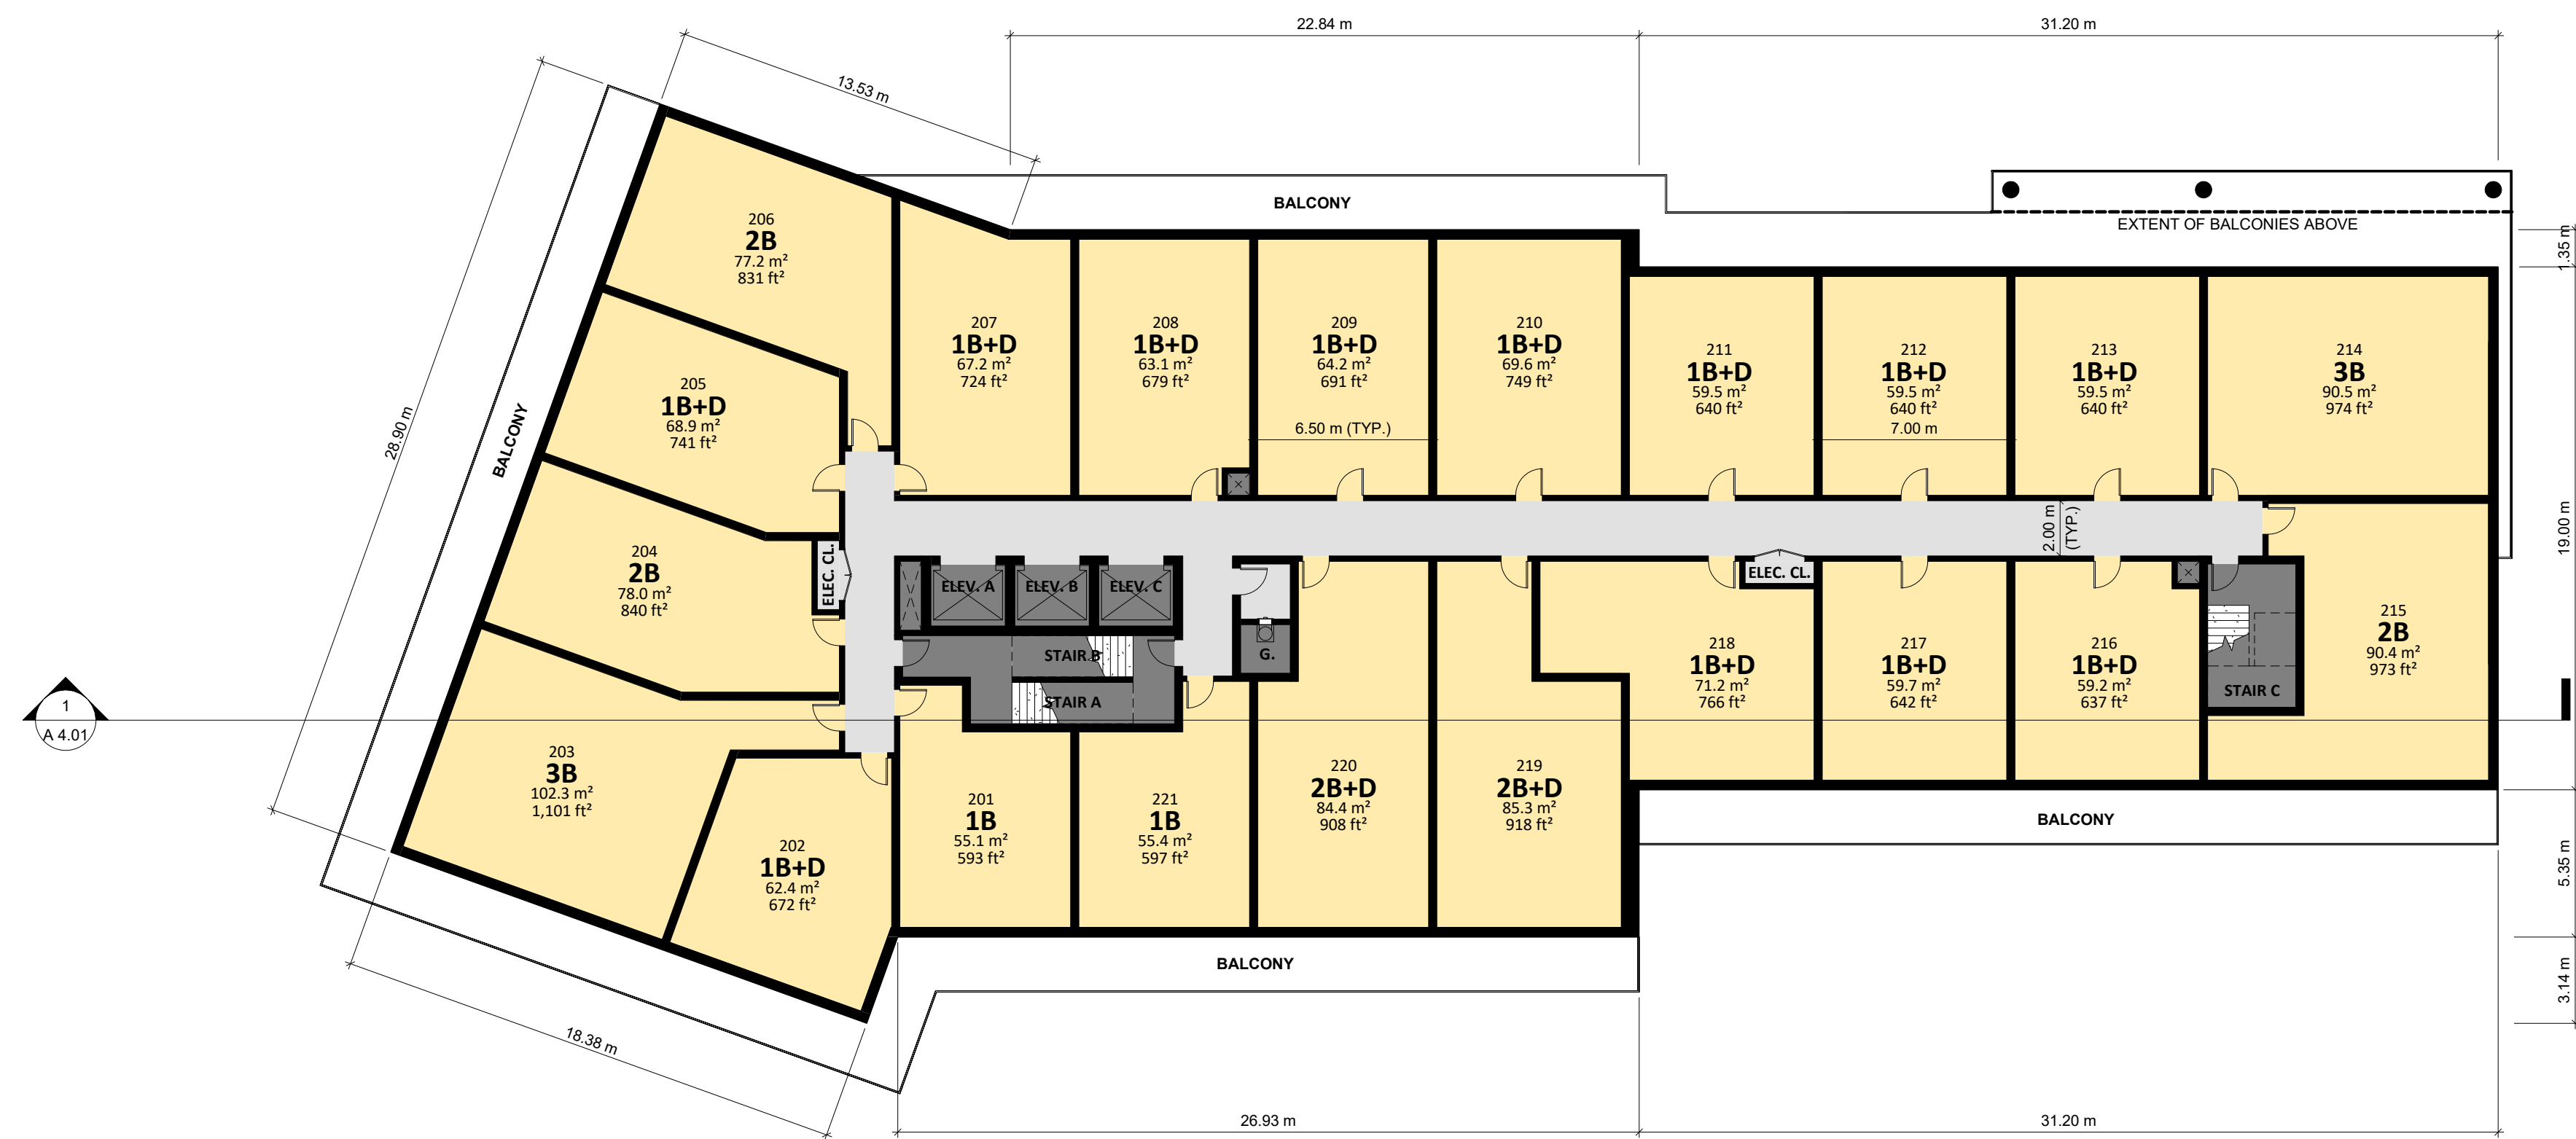 22.84 m
31.20 m
13.53 m
BALCONY
EXTENT OF BALCONIES ABOVE
1.35 m
206
2B
77.2 m²
831 ft²
207
1B+D
67.2 m²
724 ft²
208
1B+D
63.1 m²
679 ft²
209
1B+D
64.2 m²
691 ft²
6.50 m (TYP.)
210
1B+D
69.6 m²
749 ft²
211
1B+D
59.5 m²
640 ft²
212
1B+D
59.5 m²
640 ft²
7.00 m
213
1B+D
59.5 m²
640 ft²
214
3B
90.5 m²
974 ft²
205
1B+D
68.9 m²
741 ft²
28.90 m
BALCONY
204
2B
78.0 m²
840 ft²
ELEC. CL.
ELEV. A
ELEV. B
ELEV. C
STAIR B
STAIR A
G.
2.00 m
(TYP.)
19.00 m
ELEC. CL.
218
1B+D
71.2 m²
766 ft²
217
1B+D
59.7 m²
642 ft²
216
1B+D
59.2 m²
637 ft²
STAIR C
215
2B
90.4 m²
973 ft²
1
A 4.01
203
3B
102.3 m²
1,101 ft²
202
1B+D
62.4 m²
672 ft²
201
1B
55.1 m²
593 ft²
221
1B
55.4 m²
597 ft²
220
2B+D
84.4 m²
908 ft²
219
2B+D
85.3 m²
918 ft²
BALCONY
5.35 m
BALCONY
3.14 m
18.38 m
26.93 m
31.20 m